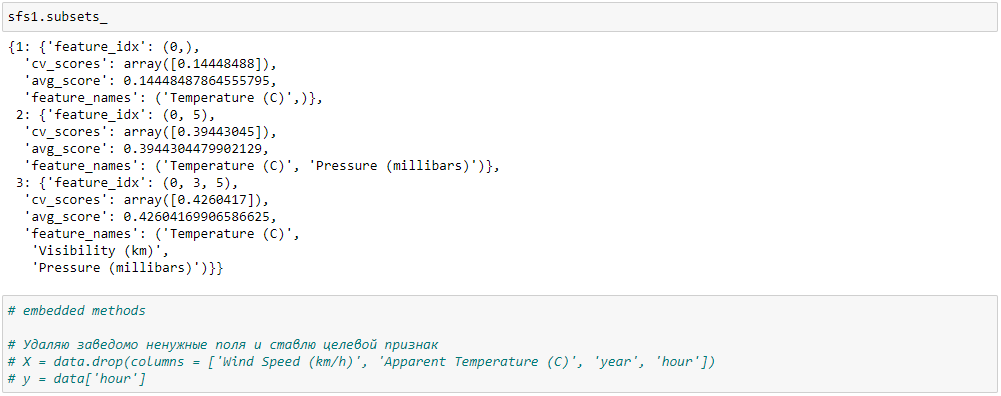 sfs1.subsets_
{1: {'feature_idx': (0,),
'cv_scores': array([0.14448488]),
'avg_score': 0.14448487864555795,
'feature_names': ('Temperature (C)',)},
2: {'feature_idx': (0, 5),
'cv_scores': array([0.39443045]),
'avg_score': 0.3944304479902129,
'feature_names': ('Temperature (C)', 'Pressure (millibars)')},
3: {'feature_idx': (0, 3, 5),
'cv_scores': array([0.4260417]),
'avg_score': 0.42604169906586625,
'feature_names': ('Temperature (C)',
'Visibility (km)',
'Pressure (millibars)')}}
# embedded methods
# Удаляю заведомо ненужные поля и ставлю целевой признак
# X = data.drop(columns = ['Wind Speed (km/h)', 'Apparent Temperature (C)', 'year', 'hour'])
# y = data['hour']